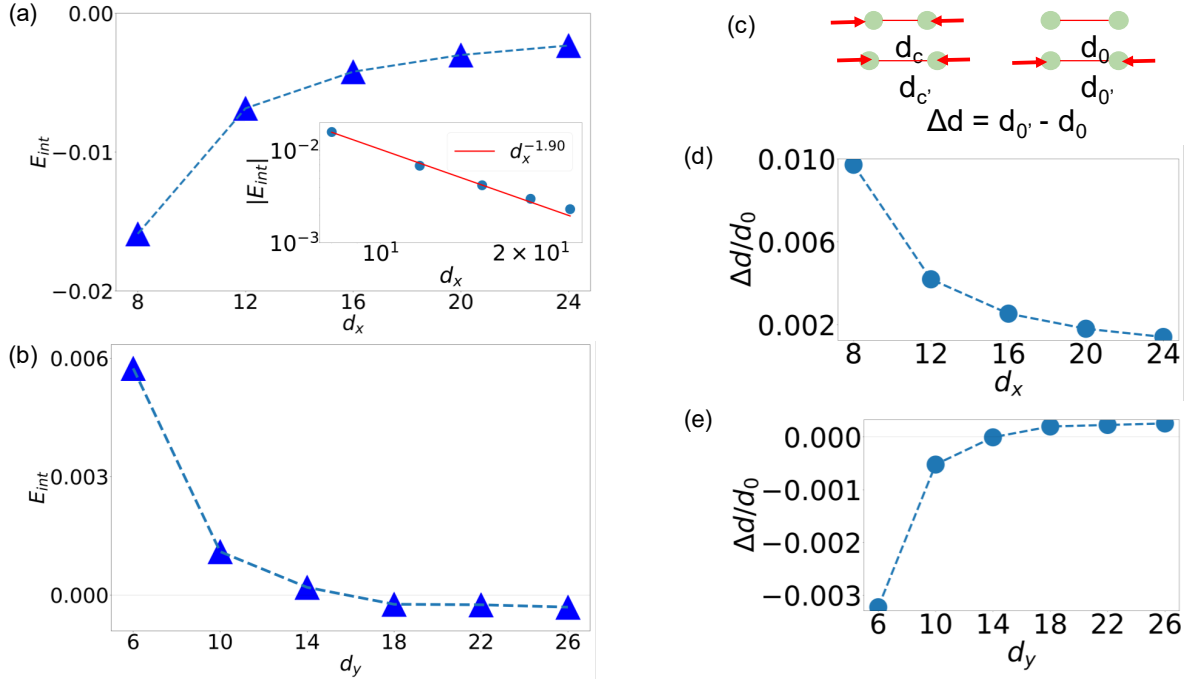 (a)
0.00
−0.01
−0.02
E_int
8 12 16 20 24
d_x
10^−2
10^−3
|E_int|
d_x^−1.90
10^1 2 × 10^1
d_x
(b)
0.006
0.003
0.000
E_int
6 10 14 18 22 26
d_y
(c)
d_c d_0
d_c' d_0'
Δd = d_0' - d_0
(d)
0.010
0.006
0.002
Δd/d_0
8 12 16 20 24
d_x
(e)
0.000
−0.001
−0.002
−0.003
Δd/d_0
6 10 14 18 22 26
d_y